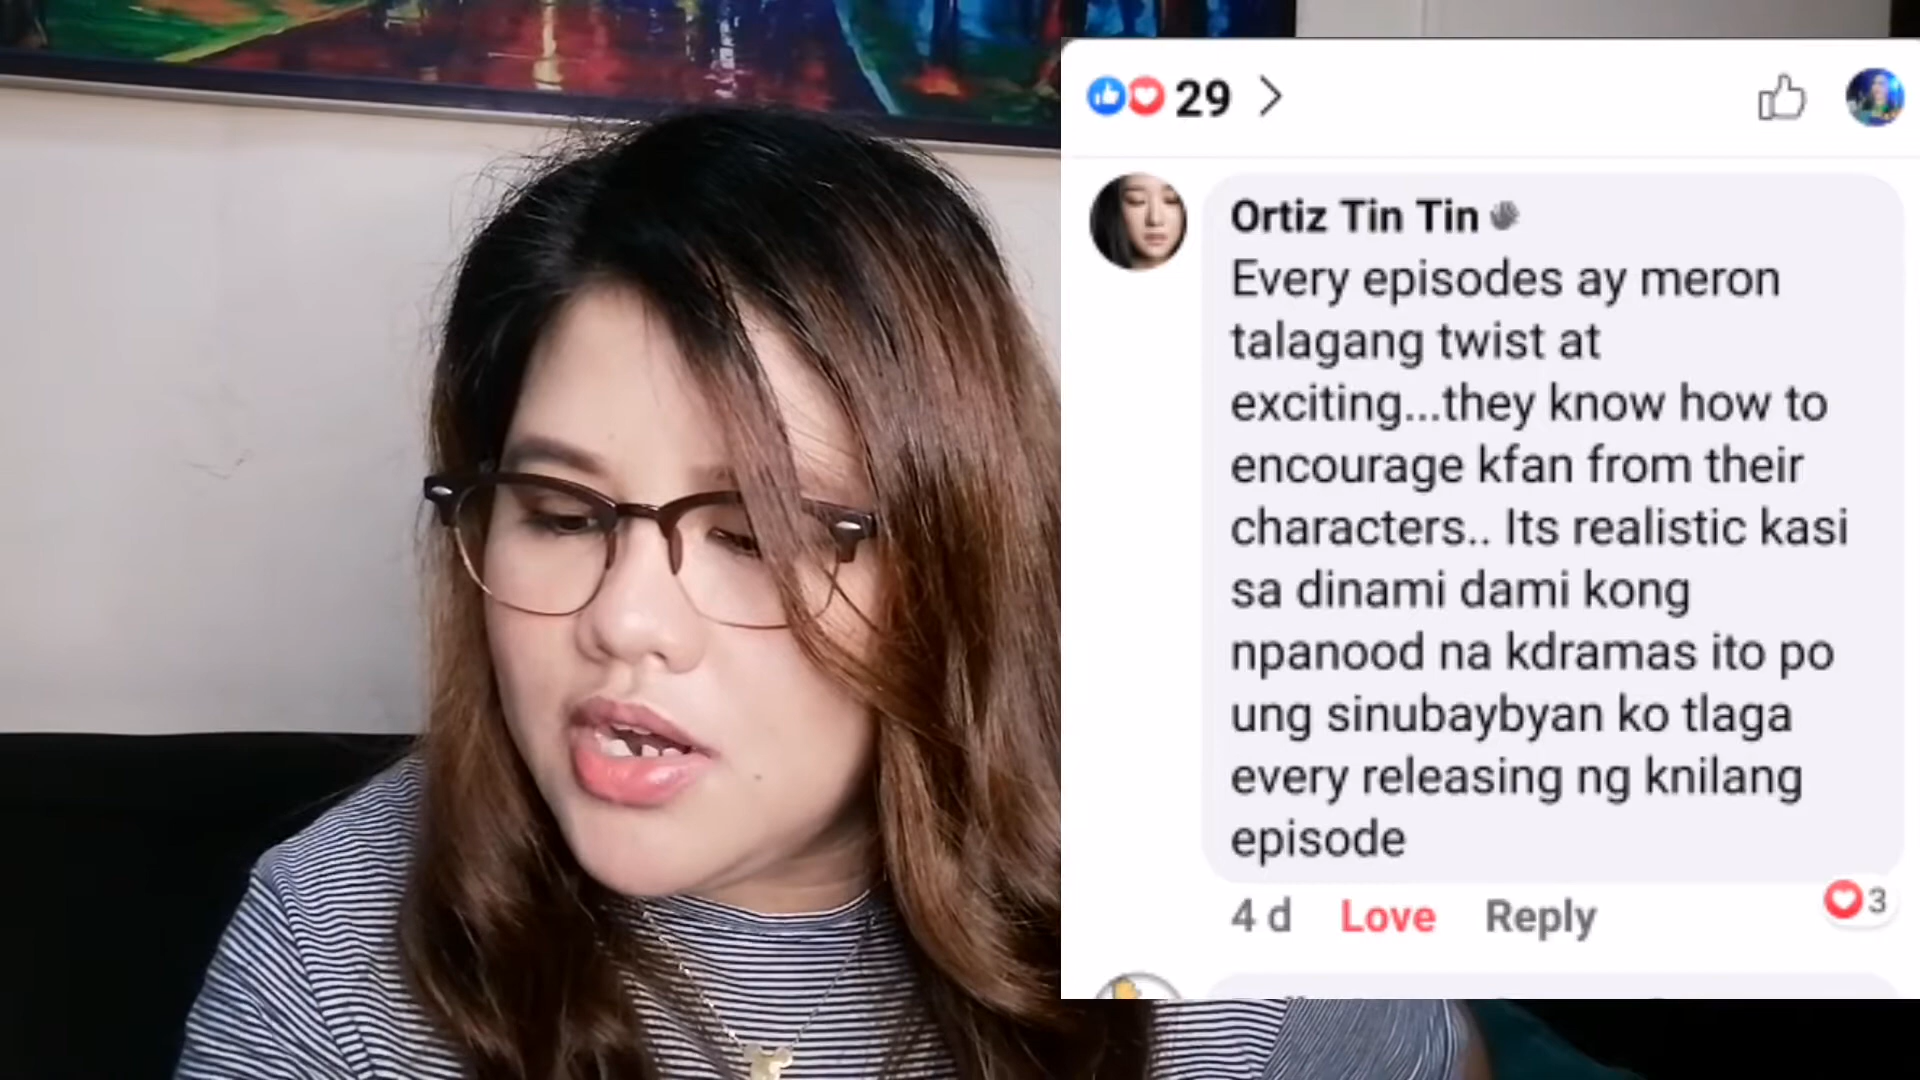 29
Ortiz Tin Tin
Every episodes ay meron
talagang twist at
exciting...they know how to
encourage kfan from their
characters.. Its realistic kasi
sa dinami dami kong
npanood na kdramas ito po
ung sinubaybyan ko tlaga
every releasing ng knilang
episode
4 d Love Reply 3